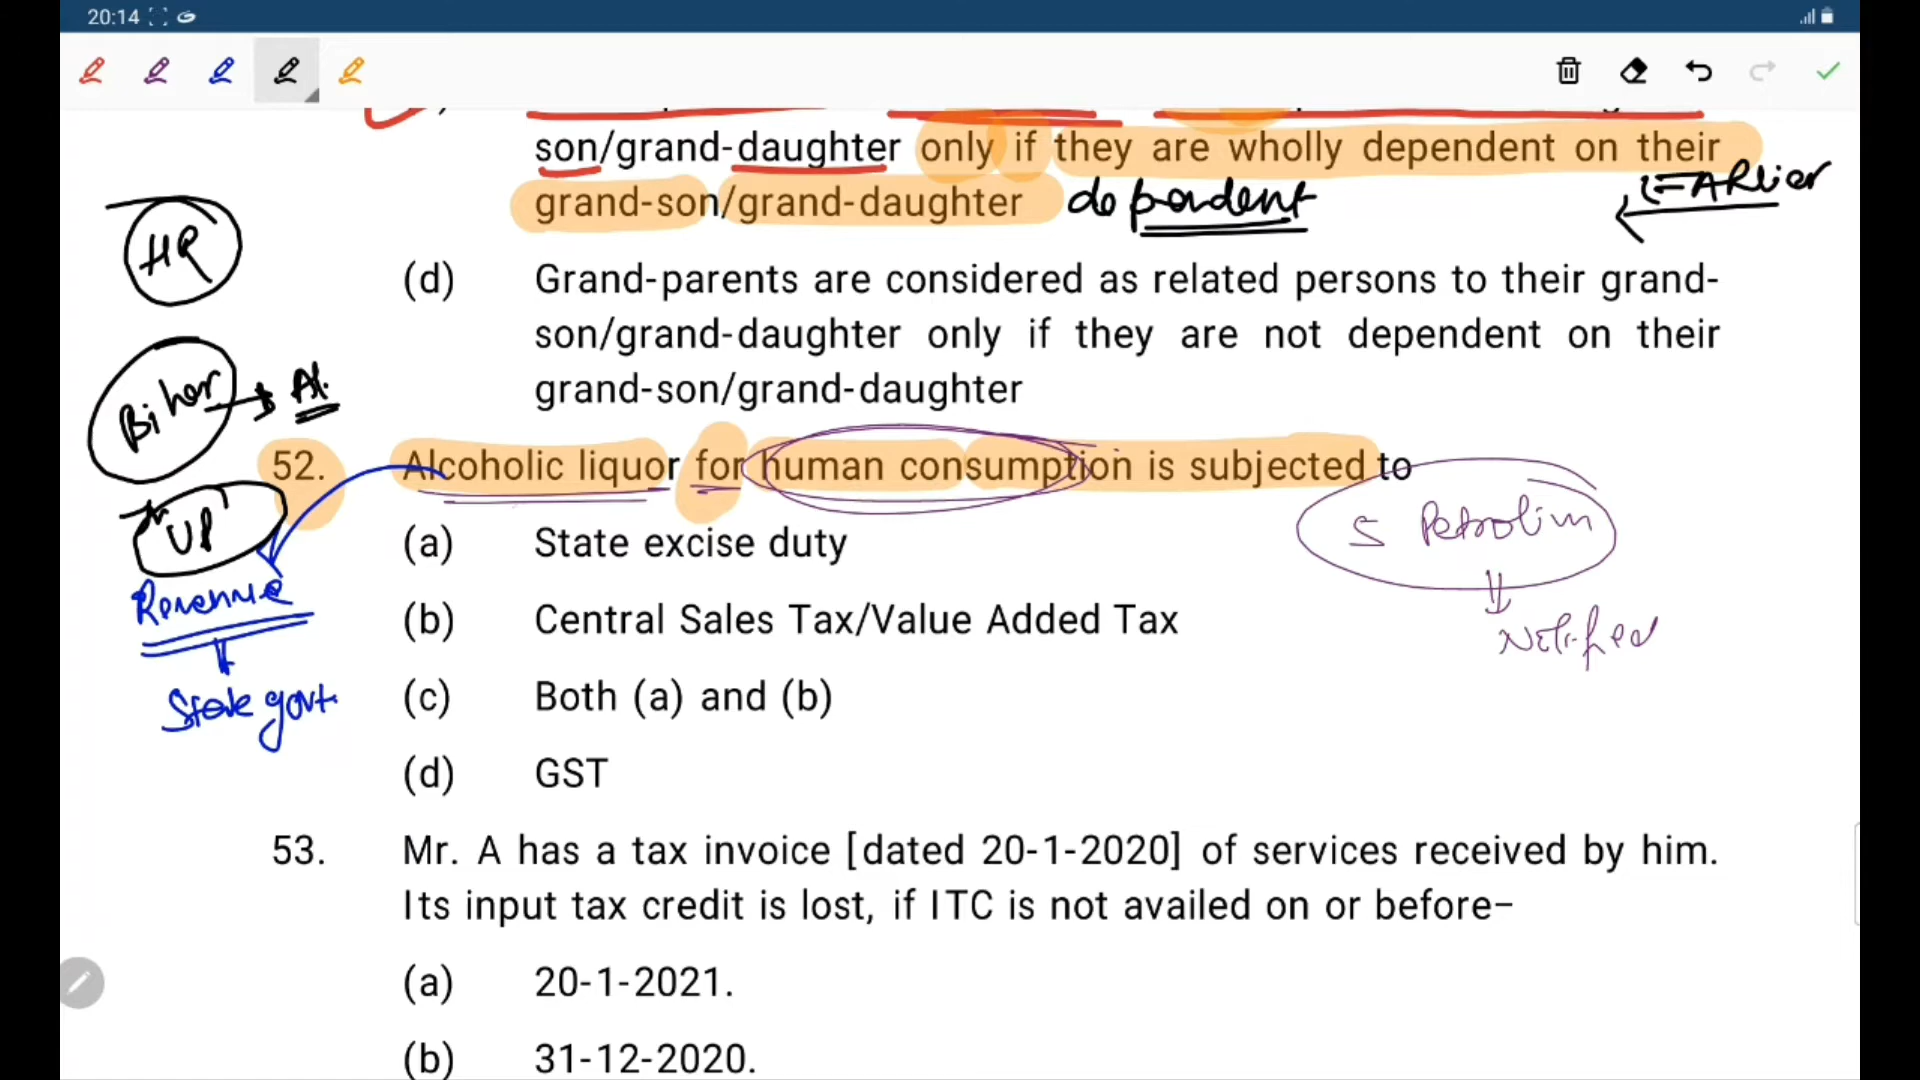 20:14
son/grand-daughter only if they are wholly dependent on their
grand-son/grand-daughter dependent
EARlier
HR
(d) Grand-parents are considered as related persons to their grand-
son/grand-daughter only if they are not dependent on their
grand-son/grand-daughter
Bihar → Al.
52. Alcoholic liquor for human consumption is subjected to
UP
5 Petrolium
(a) State excise duty
Revenue
(b) Central Sales Tax/Value Added Tax
Notified
State govt.
(c) Both (a) and (b)
(d) GST
53. Mr. A has a tax invoice [dated 20-1-2020] of services received by him.
Its input tax credit is lost, if ITC is not availed on or before–
(a) 20-1-2021.
(b) 31-12-2020.